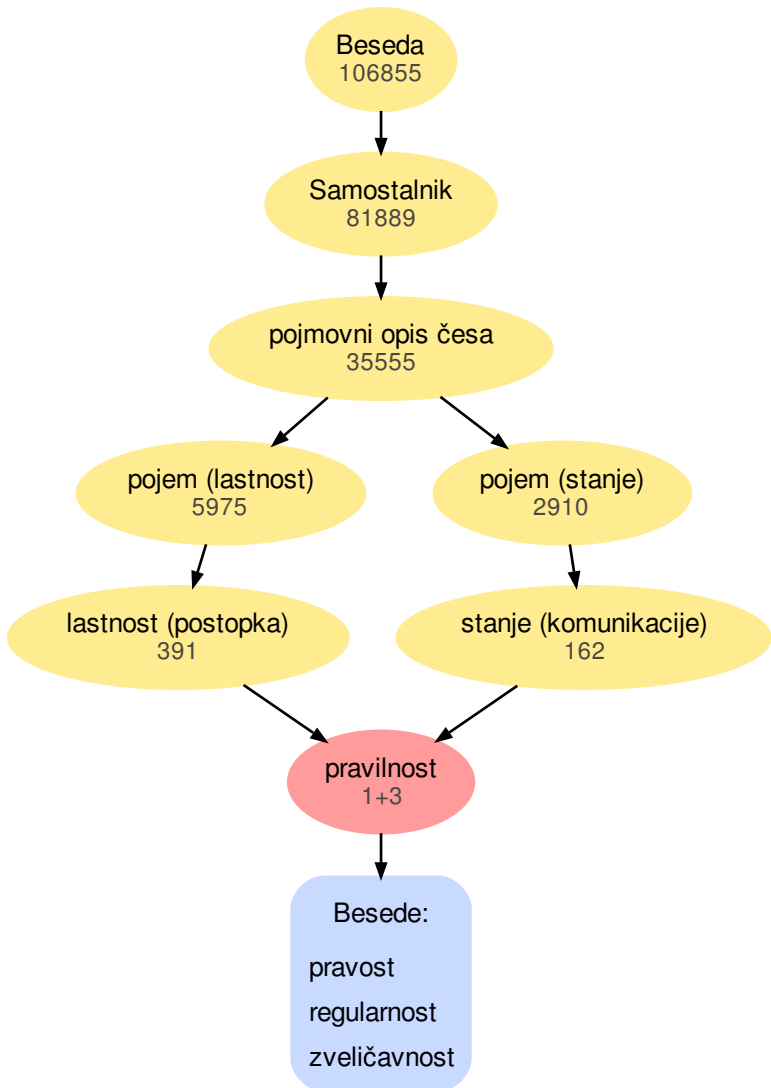 Beseda
106855
Samostalnik
81889
pojmovni opis česa
35555
pojem (lastnost)
5975
pojem (stanje)
2910
lastnost (postopka)
391
stanje (komunikacije)
162
pravilnost
1+3
Besede:
pravost
regularnost
zveličavnost